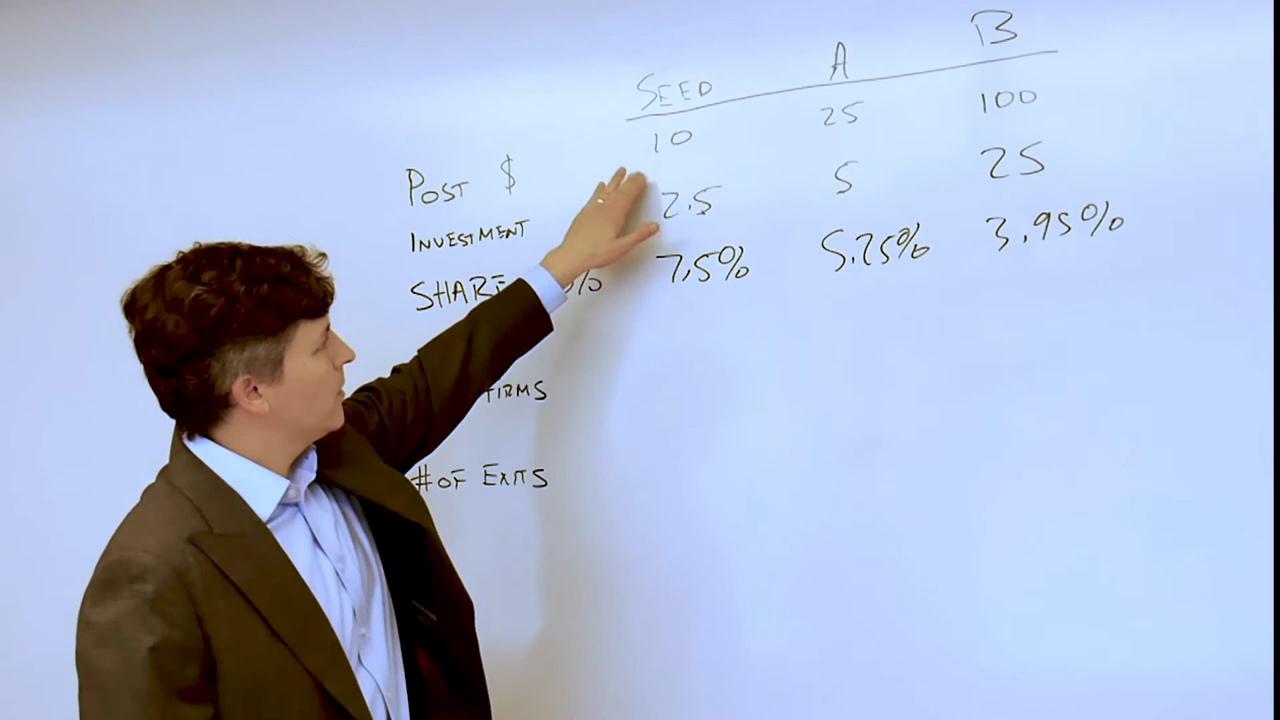 SEED A B
POST $ 10 25 100
INVESTMENT 2.5 5 25
SHARE % 7.5% 5.25% 3.95%
FIRMS
# OF EXITS